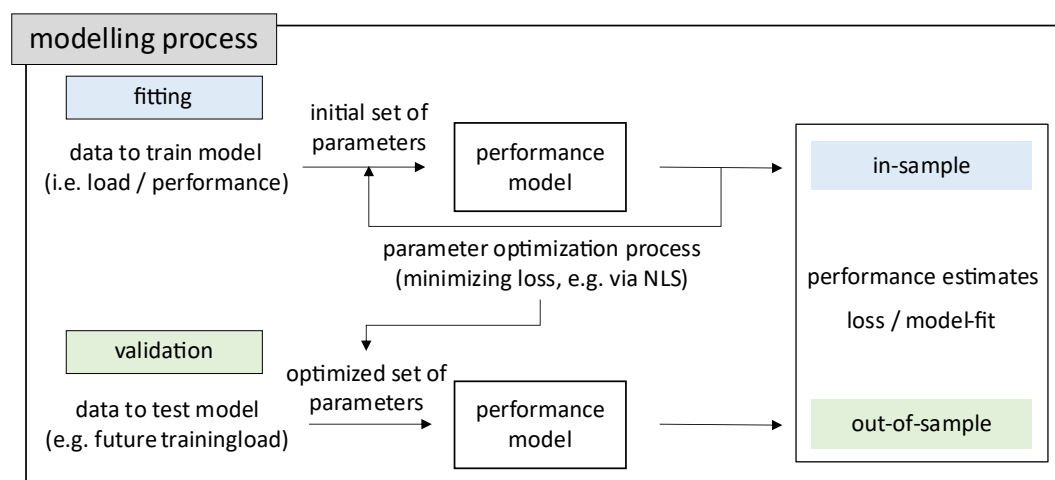 modelling process
fitting
data to train model
(i.e. load / performance)
initial set of
parameters
performance
model
in-sample
parameter optimization process
(minimizing loss, e.g. via NLS)
performance estimates
loss / model-fit
validation
data to test model
(e.g. future trainingload)
optimized set of
parameters
performance
model
out-of-sample